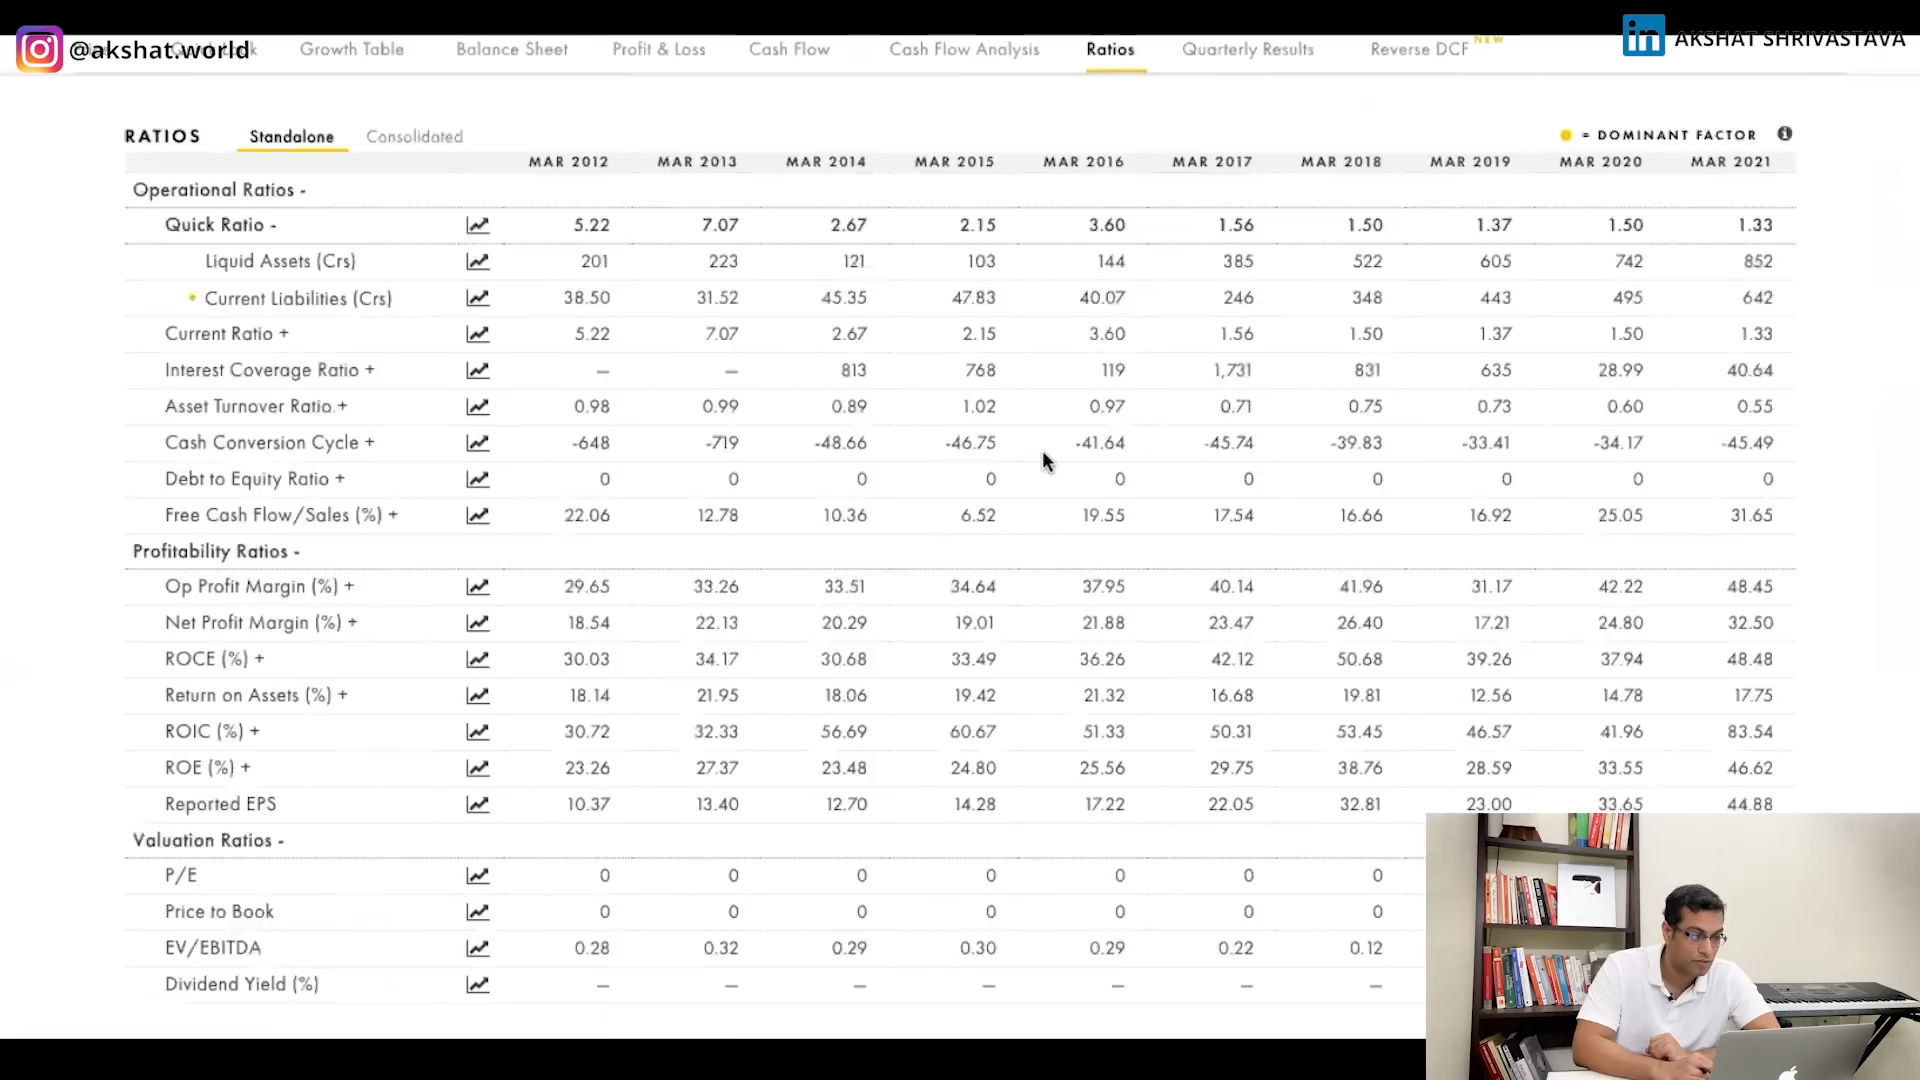 @akshat.world
Growth Table Balance Sheet Profit & Loss Cash Flow Cash Flow Analysis Ratios Quarterly Results Reverse DCF NEW
AKSHAT SHRIVASTAVA
RATIOS Standalone Consolidated = DOMINANT FACTOR
MAR 2012 MAR 2013 MAR 2014 MAR 2015 MAR 2016 MAR 2017 MAR 2018 MAR 2019 MAR 2020 MAR 2021
Operational Ratios -
Quick Ratio - 5.22 7.07 2.67 2.15 3.60 1.56 1.50 1.37 1.50 1.33
Liquid Assets (Crs) 201 223 121 103 144 385 522 605 742 852
Current Liabilities (Crs) 38.50 31.52 45.35 47.83 40.07 246 348 443 495 642
Current Ratio + 5.22 7.07 2.67 2.15 3.60 1.56 1.50 1.37 1.50 1.33
Interest Coverage Ratio + – – 813 768 119 1,731 831 635 28.99 40.64
Asset Turnover Ratio + 0.98 0.99 0.89 1.02 0.97 0.71 0.75 0.73 0.60 0.55
Cash Conversion Cycle + -648 -719 -48.66 -46.75 -41.64 -45.74 -39.83 -33.41 -34.17 -45.49
Debt to Equity Ratio + 0 0 0 0 0 0 0 0 0 0
Free Cash Flow/Sales (%) + 22.06 12.78 10.36 6.52 19.55 17.54 16.66 16.92 25.05 31.65
Profitability Ratios -
Op Profit Margin (%) + 29.65 33.26 33.51 34.64 37.95 40.14 41.96 31.17 42.22 48.45
Net Profit Margin (%) + 18.54 22.13 20.29 19.01 21.88 23.47 26.40 17.21 24.80 32.50
ROCE (%) + 30.03 34.17 30.68 33.49 36.26 42.12 50.68 39.26 37.94 48.48
Return on Assets (%) + 18.14 21.95 18.06 19.42 21.32 16.68 19.81 12.56 14.78 17.75
ROIC (%) + 30.72 32.33 56.69 60.67 51.33 50.31 53.45 46.57 41.96 83.54
ROE (%) + 23.26 27.37 23.48 24.80 25.56 29.75 38.76 28.59 33.55 46.62
Reported EPS 10.37 13.40 12.70 14.28 17.22 22.05 32.81 23.00 33.65 44.88
Valuation Ratios -
P/E 0 0 0 0 0 0 0
Price to Book 0 0 0 0 0 0 0
EV/EBITDA 0.28 0.32 0.29 0.30 0.29 0.22 0.12
Dividend Yield (%) – – – – – – –